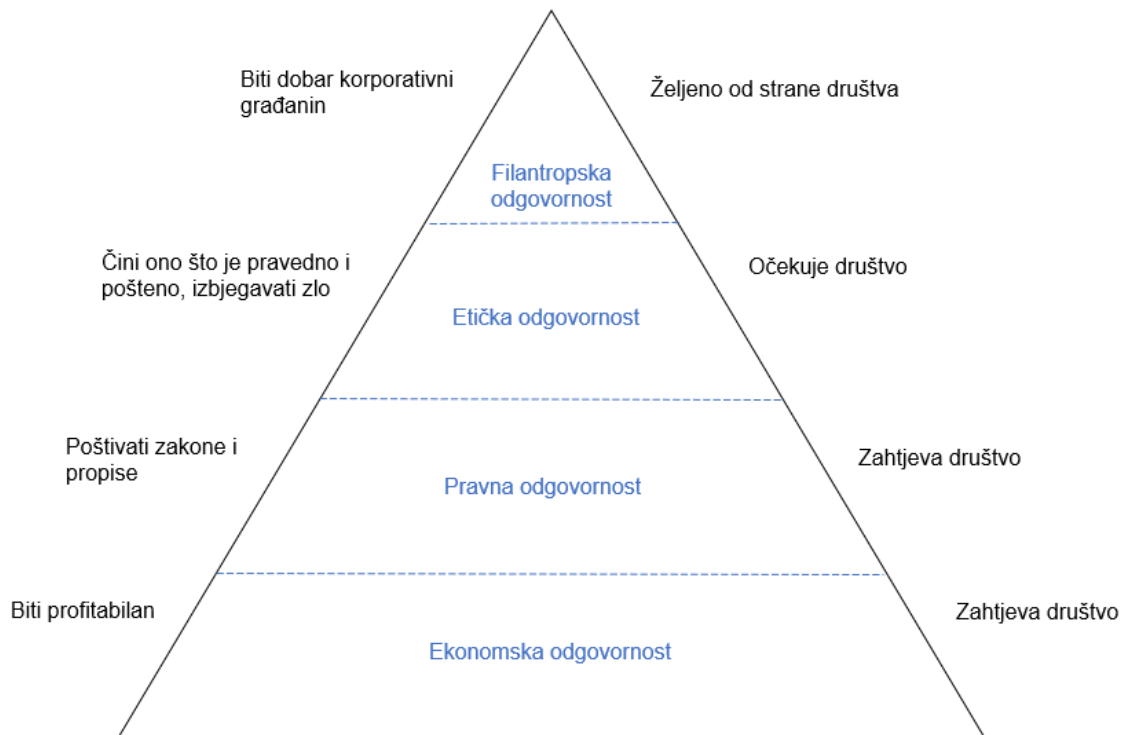 Biti dobar korporativni
građanin
Željeno od strane društva
Filantropska
odgovornost
Čini ono što je pravedno i
pošteno, izbjegavati zlo
Očekuje društvo
Etička odgovornost
Poštivati zakone i
propise
Zahtjeva društvo
Pravna odgovornost
Biti profitabilan
Zahtjeva društvo
Ekonomska odgovornost